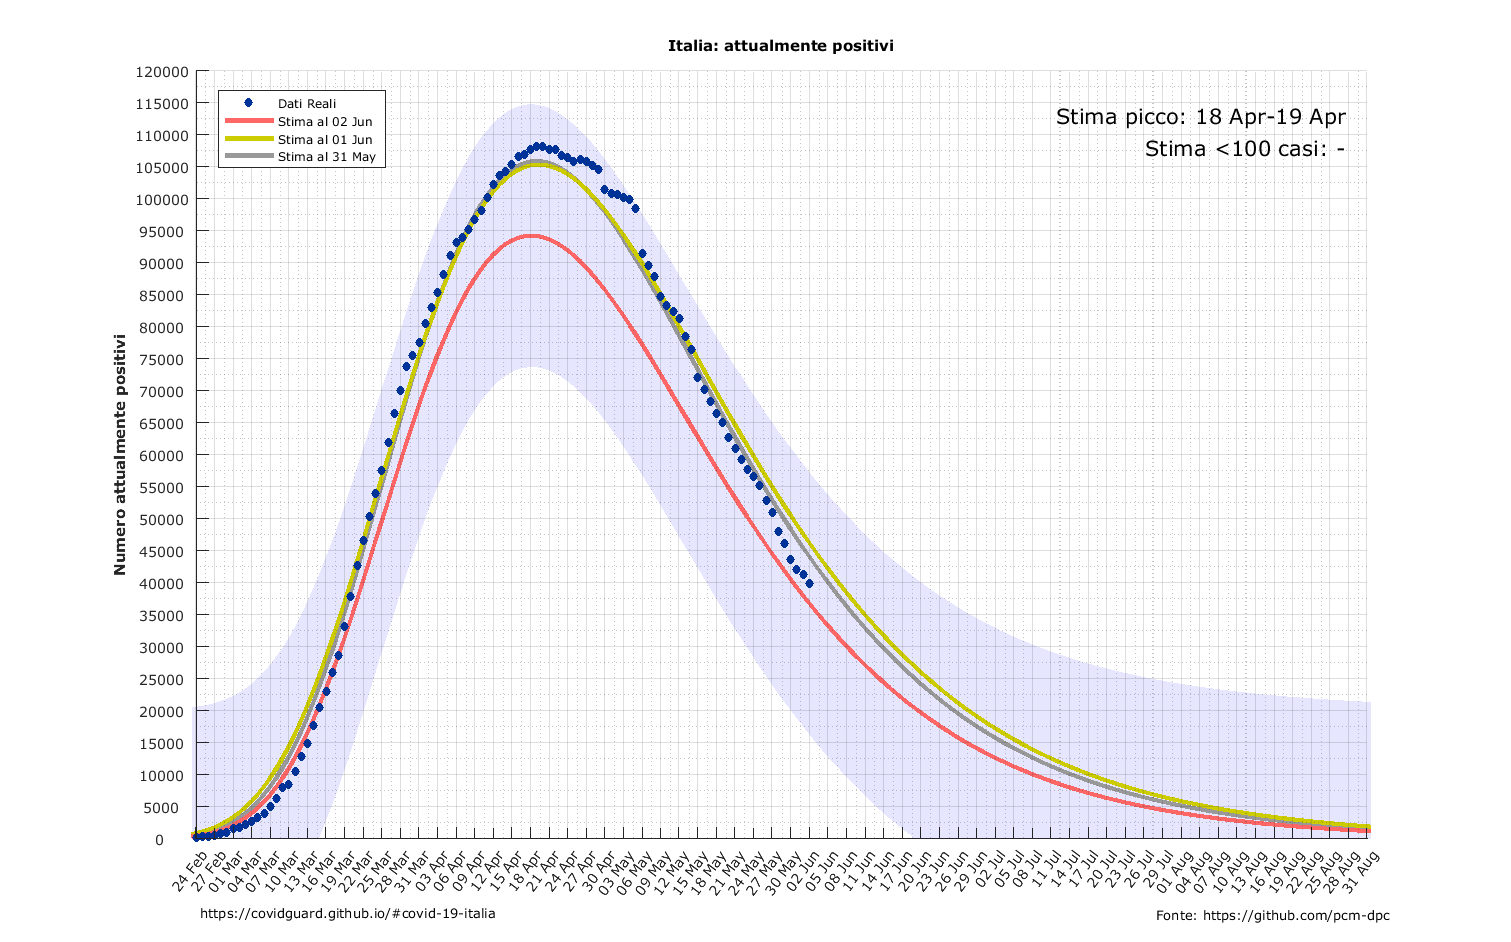 Italia: attualmente positivi
Stima picco: 18 Apr-19 Apr
Stima <100 casi: -
Dati Reali
Stima al 02 Jun
Stima al 01 Jun
Stima al 31 May
Numero attualmente positivi
120000
115000
110000
105000
100000
95000
90000
85000
80000
75000
70000
65000
60000
55000
50000
45000
40000
35000
30000
25000
20000
15000
10000
5000
0
24 Feb
27 Feb
01 Mar
04 Mar
07 Mar
10 Mar
13 Mar
16 Mar
19 Mar
22 Mar
25 Mar
28 Mar
31 Mar
03 Apr
06 Apr
09 Apr
12 Apr
15 Apr
18 Apr
21 Apr
24 Apr
27 Apr
30 Apr
03 May
06 May
09 May
12 May
15 May
18 May
21 May
24 May
27 May
30 May
02 Jun
05 Jun
08 Jun
11 Jun
14 Jun
17 Jun
20 Jun
23 Jun
26 Jun
29 Jun
02 Jul
05 Jul
08 Jul
11 Jul
14 Jul
17 Jul
20 Jul
23 Jul
26 Jul
29 Jul
01 Aug
04 Aug
07 Aug
10 Aug
13 Aug
16 Aug
19 Aug
22 Aug
25 Aug
28 Aug
31 Aug
https://covidguard.github.io/#covid-19-italia
Fonte: https://github.com/pcm-dpc